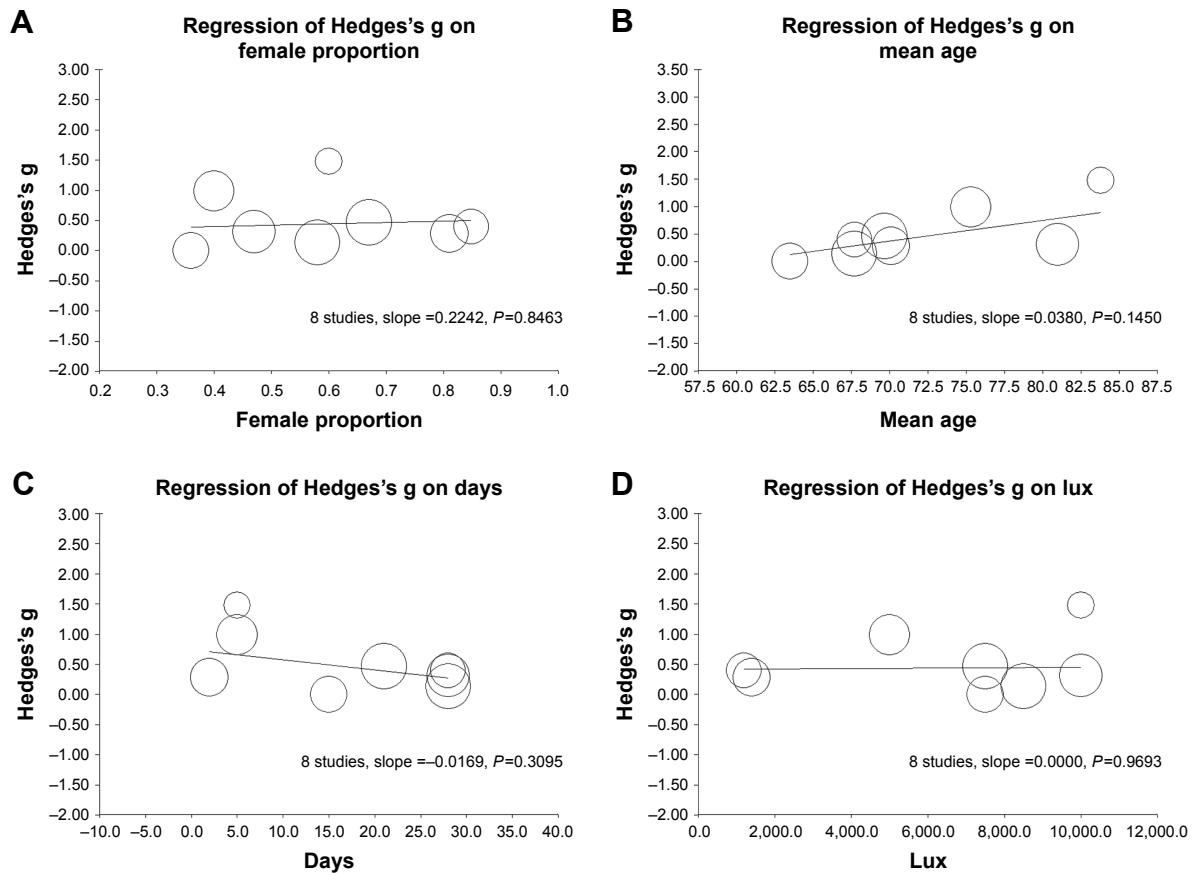 A
Regression of Hedges's g on
female proportion
3.00
2.50
2.00
1.50
1.00
0.50
0.00
–0.50
–1.00
–1.50
–2.00
Hedges's g
8 studies, slope =0.2242, P=0.8463
0.2 0.3 0.4 0.5 0.6 0.7 0.8 0.9 1.0
Female proportion
B
Regression of Hedges's g on
mean age
3.50
3.00
2.50
2.00
1.50
1.00
0.50
0.00
–0.50
–1.00
–1.50
–2.00
Hedges's g
8 studies, slope =0.0380, P=0.1450
57.5 60.0 62.5 65.0 67.5 70.0 72.5 75.0 77.5 80.0 82.5 85.0 87.5
Mean age
C
Regression of Hedges's g on days
3.00
2.50
2.00
1.50
1.00
0.50
0.00
–0.50
–1.00
–1.50
–2.00
Hedges's g
8 studies, slope =–0.0169, P=0.3095
–10.0 –5.0 0.0 5.0 10.0 15.0 20.0 25.0 30.0 35.0 40.0
Days
D
Regression of Hedges's g on lux
3.00
2.50
2.00
1.50
1.00
0.50
0.00
–0.50
–1.00
–1.50
–2.00
Hedges's g
8 studies, slope =0.0000, P=0.9693
0.0 2,000.0 4,000.0 6,000.0 8,000.0 10,000.0 12,000.0
Lux